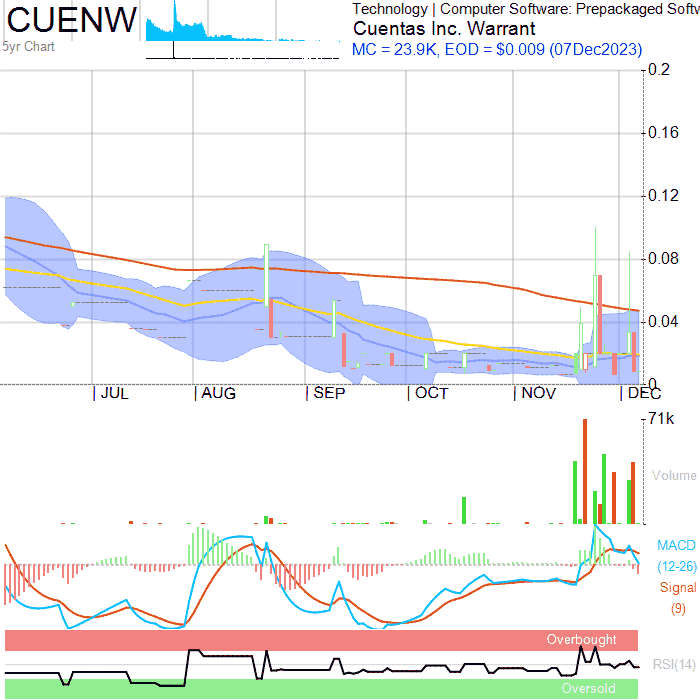 CUENW
5yr Chart
Technology | Computer Software: Prepackaged Softw
Cuentas Inc. Warrant
MC = 23.9K, EOD = $0.009 (07Dec2023)
0.2
0.16
0.12
0.08
0.04
0
JUL AUG SEP OCT NOV DEC
71k
Volume
MACD
(12-26)
Signal
(9)
Overbought
RSI(14)
Oversold